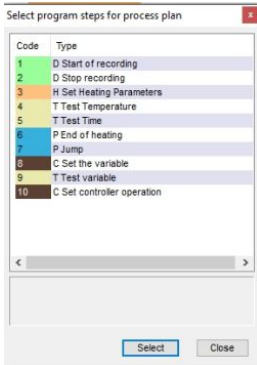 Select program steps for process plan
x
Code Type
1 D Start of recording
2 D Stop recording
3 H Set Heating Parameters
4 T Test Temperature
5 T Test Time
6 P End of heating
7 P Jump
8 C Set the variable
9 T Test variable
10 C Set controller operation
Select Close